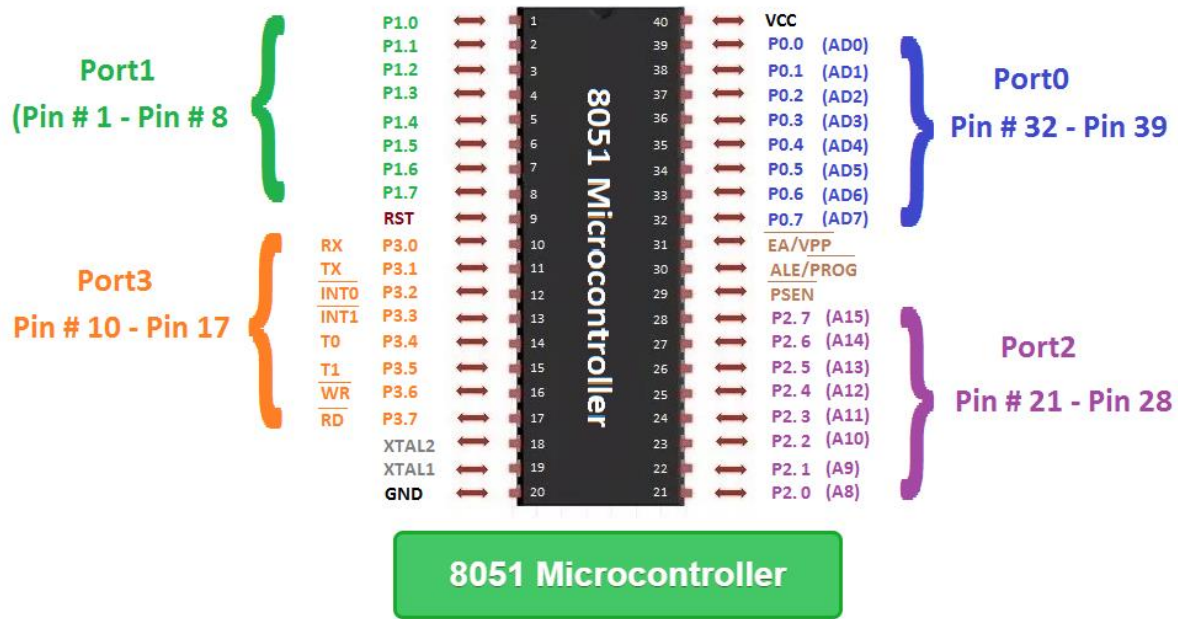 Port1
(Pin # 1 - Pin # 8
Port3
Pin # 10 - Pin 17
P1.0 1 40 VCC
P1.1 2 39 P0.0 (AD0)
P1.2 3 38 P0.1 (AD1)
P1.3 4 37 P0.2 (AD2)
P1.4 5 36 P0.3 (AD3)
P1.5 6 35 P0.4 (AD4)
P1.6 7 34 P0.5 (AD5)
P1.7 8 33 P0.6 (AD6)
RST 9 32 P0.7 (AD7)
RX P3.0 10 31 EA/VPP
TX P3.1 11 30 ALE/PROG
INT0 P3.2 12 29 PSEN
INT1 P3.3 13 28 P2.7 (A15)
T0 P3.4 14 27 P2.6 (A14)
T1 P3.5 15 26 P2.5 (A13)
WR P3.6 16 25 P2.4 (A12)
RD P3.7 17 24 P2.3 (A11)
XTAL2 18 23 P2.2 (A10)
XTAL1 19 22 P2.1 (A9)
GND 20 21 P2.0 (A8)
8051 Microcontroller
Port0
Pin # 32 - Pin 39
Port2
Pin # 21 - Pin 28
8051 Microcontroller